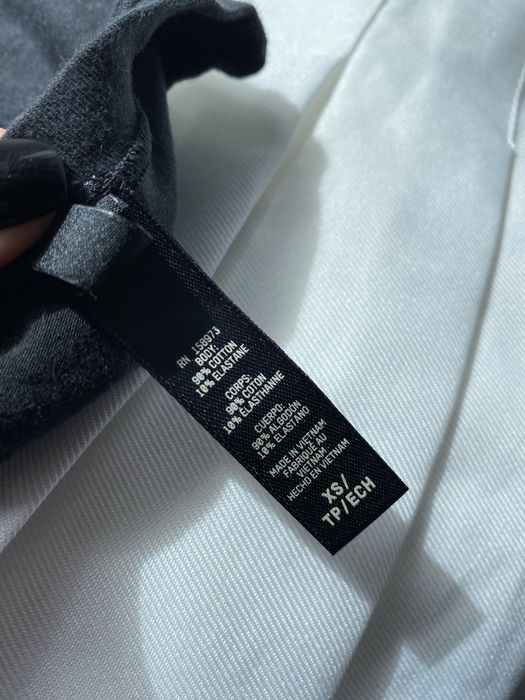 RN 158973
BODY:
90% COTTON
10% ELASTANE
CORPS:
90% COTON
10% ELASTHANNE
CUERPO:
90% ALGODÓN
10% ELASTANO
MADE IN VIETNAM
FABRIQUÉ AU
VIETNAM
HECHO EN VIETNAM
XS/
TP/ECH